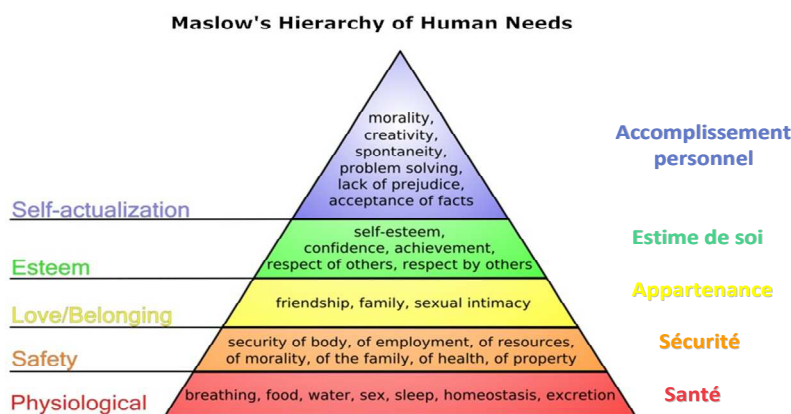 Maslow's Hierarchy of Human Needs
morality,
creativity,
spontaneity,
problem solving,
lack of prejudice,
acceptance of facts
Self-actualization
Accomplissement
personnel
self-esteem,
confidence, achievement,
respect of others, respect by others
Esteem
Estime de soi
friendship, family, sexual intimacy
Love/Belonging
Appartenance
security of body, of employment, of resources,
of morality, of the family, of health, of property
Safety
Sécurité
breathing, food, water, sex, sleep, homeostasis, excretion
Physiological
Santé